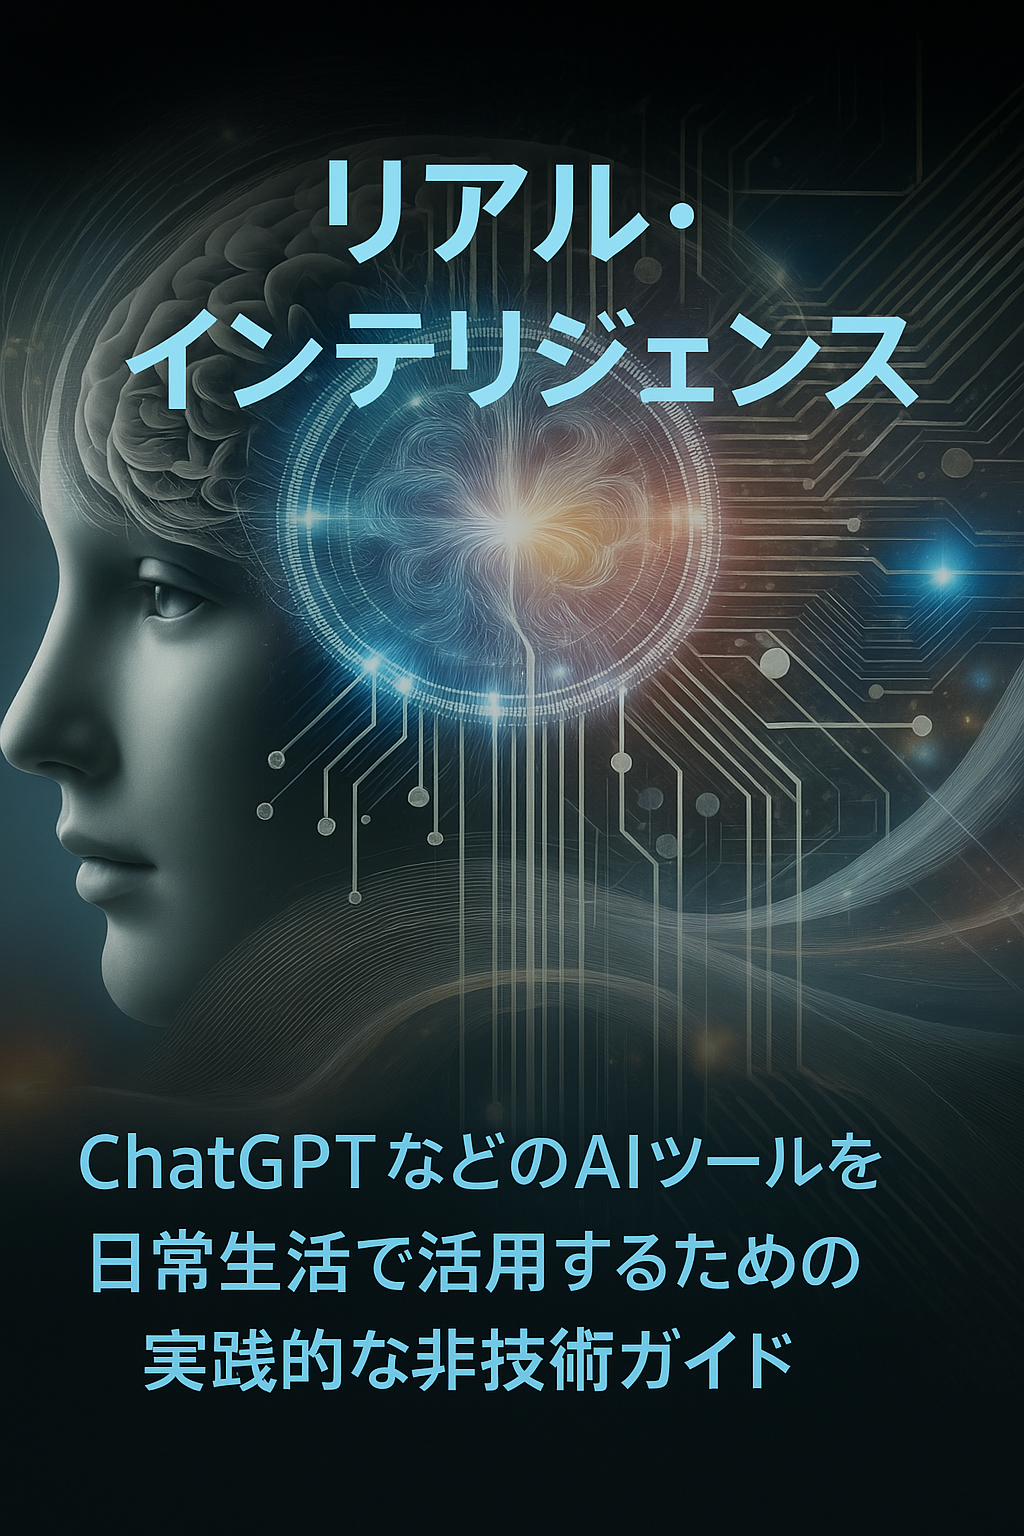 リアル・
インテリジェンス
ChatGPTなどのAIツールを
日常生活で活用するための
実践的な非技術ガイド